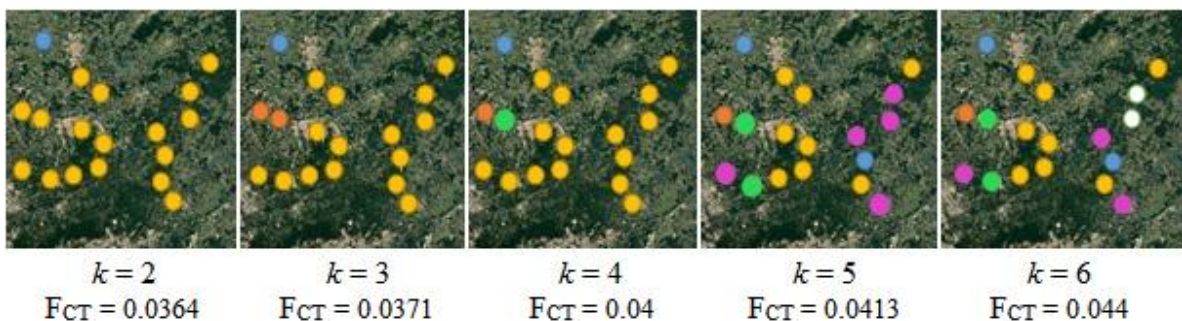 k = 2 k = 3 k = 4 k = 5 k = 6
FCT = 0.0364 FCT = 0.0371 FCT = 0.04 FCT = 0.0413 FCT = 0.044